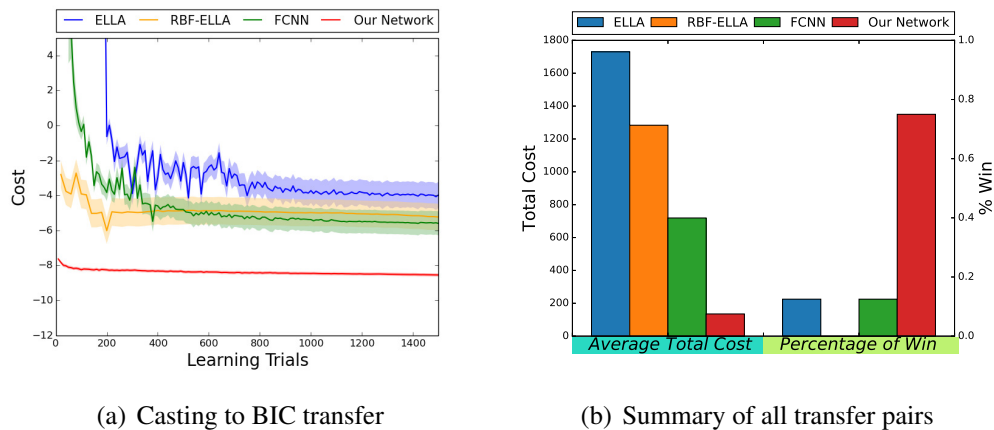 ELLA RBF-ELLA FCNN Our Network
4
2
0
−2
−4
−6
−8
−10
−12
Cost
0 200 400 600 800 1000 1200 1400
Learning Trials
(a) Casting to BIC transfer
ELLA RBF-ELLA FCNN Our Network
1800
1600
1400
1200
1000
800
600
400
200
0
Total Cost
1.0
0.8
0.6
0.4
0.2
0.0
% Win
Average Total Cost Percentage of Win
(b) Summary of all transfer pairs